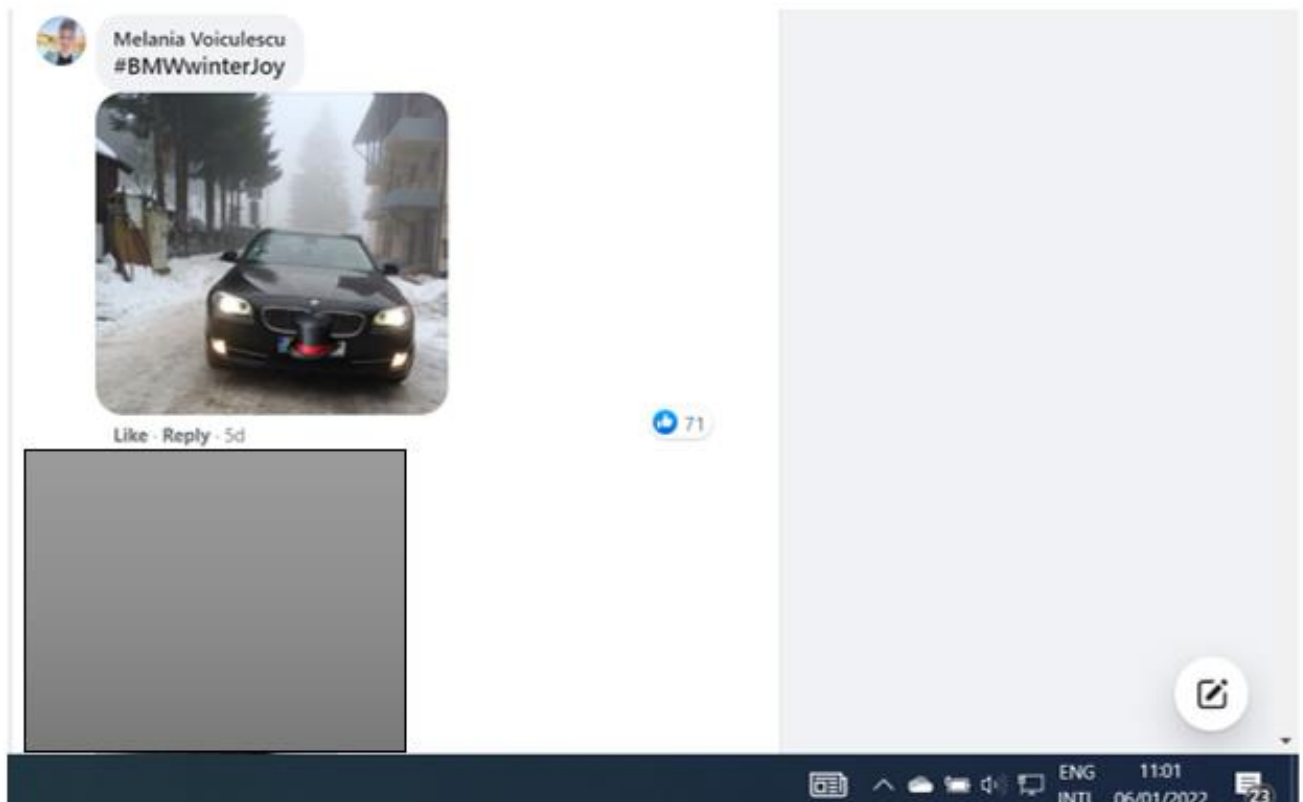 Melania Voiculescu
#BMWwinterJoy
Like · Reply · 5d
71
ENG
11:01
INTL
06/01/2022
23